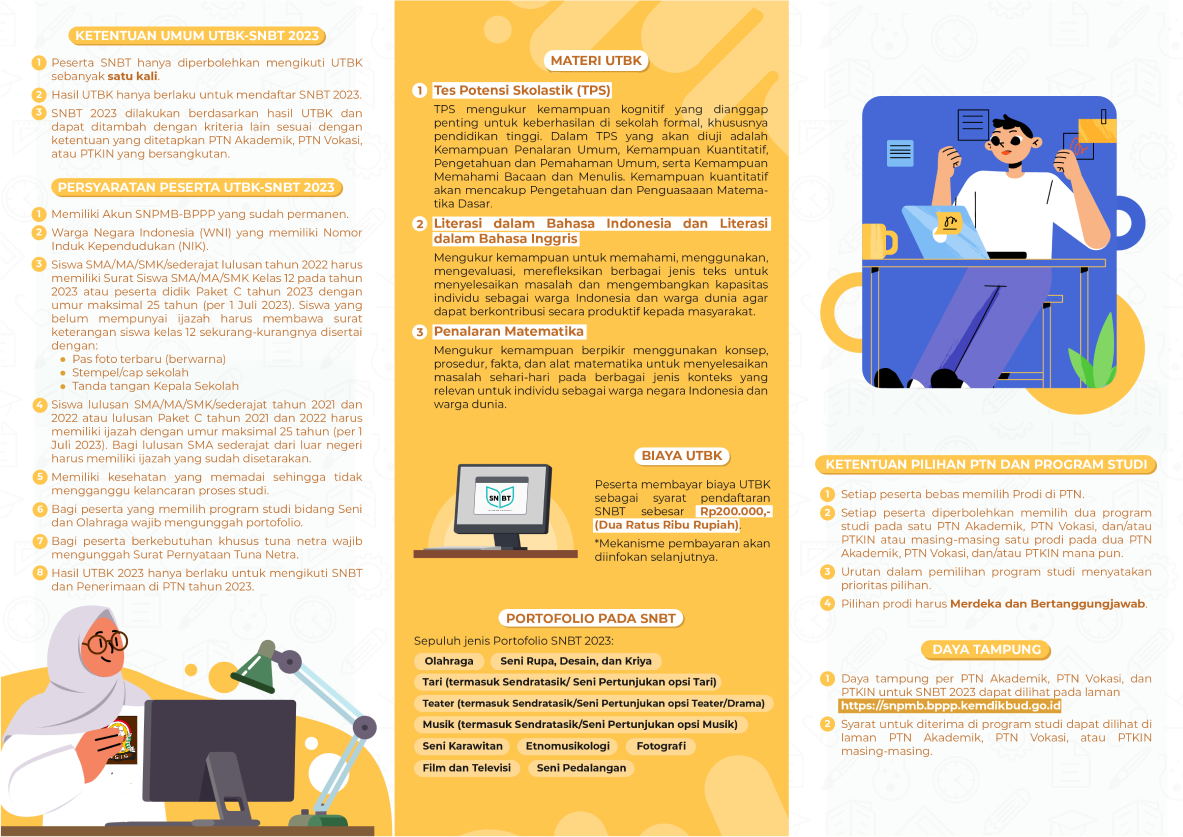 KETENTUAN UMUM UTBK-SNBT 2023
1 Peserta SNBT hanya diperbolehkan mengikuti UTBK
sebanyak satu kali.
2 Hasil UTBK hanya berlaku untuk mendaftar SNBT 2023.
3 SNBT 2023 dilakukan berdasarkan hasil UTBK dan
dapat ditambah dengan kriteria lain sesuai dengan
ketentuan yang ditetapkan PTN Akademik, PTN Vokasi,
atau PTKIN yang bersangkutan.
PERSYARATAN PESERTA UTBK-SNBT 2023
1 Memiliki Akun SNPMB-BPPP yang sudah permanen.
2 Warga Negara Indonesia (WNI) yang memiliki Nomor
Induk Kependudukan (NIK).
3 Siswa SMA/MA/SMK/sederajat lulusan tahun 2022 harus
memiliki Surat Siswa SMA/MA/SMK Kelas 12 pada tahun
2023 atau peserta didik Paket C tahun 2023 dengan
umur maksimal 25 tahun (per 1 Juli 2023). Siswa yang
belum mempunyai ijazah harus membawa surat
keterangan siswa kelas 12 sekurang-kurangnya disertai
dengan:
• Pas foto terbaru (berwarna)
• Stempel/cap sekolah
• Tanda tangan Kepala Sekolah
4 Siswa lulusan SMA/MA/SMK/sederajat tahun 2021 dan
2022 atau lulusan Paket C tahun 2021 dan 2022 harus
memiliki ijazah dengan umur maksimal 25 tahun (per 1
Juli 2023). Bagi lulusan SMA sederajat dari luar negeri
harus memiliki ijazah yang sudah disetarakan.
5 Memiliki kesehatan yang memadai sehingga tidak
mengganggu kelancaran proses studi.
6 Bagi peserta yang memilih program studi bidang Seni
dan Olahraga wajib mengunggah portofolio.
7 Bagi peserta berkebutuhan khusus tuna netra wajib
mengunggah Surat Pernyataan Tuna Netra.
8 Hasil UTBK 2023 hanya berlaku untuk mengikuti SNBT
dan Penerimaan di PTN tahun 2023.
MATERI UTBK
1 Tes Potensi Skolastik (TPS)
TPS mengukur kemampuan kognitif yang dianggap
penting untuk keberhasilan di sekolah formal, khususnya
pendidikan tinggi. Dalam TPS yang akan diuji adalah
Kemampuan Penalaran Umum, Kemampuan Kuantitatif,
Pengetahuan dan Pemahaman Umum, serta Kemampuan
Memahami Bacaan dan Menulis. Kemampuan kuantitatif
akan mencakup Pengetahuan dan Penguasaaan Matema-
tika Dasar.
2 Literasi dalam Bahasa Indonesia dan Literasi
dalam Bahasa Inggris
Mengukur kemampuan untuk memahami, menggunakan,
mengevaluasi, merefleksikan berbagai jenis teks untuk
menyelesaikan masalah dan mengembangkan kapasitas
individu sebagai warga Indonesia dan warga dunia agar
dapat berkontribusi secara produktif kepada masyarakat.
3 Penalaran Matematika
Mengukur kemampuan berpikir menggunakan konsep,
prosedur, fakta, dan alat matematika untuk menyelesaikan
masalah sehari-hari pada berbagai jenis konteks yang
relevan untuk individu sebagai warga negara Indonesia dan
warga dunia.
SNBT
BIAYA UTBK
Peserta membayar biaya UTBK
sebagai syarat pendaftaran
SNBT sebesar Rp200.000,-
(Dua Ratus Ribu Rupiah).
*Mekanisme pembayaran akan
diinfokan selanjutnya.
PORTOFOLIO PADA SNBT
Sepuluh jenis Portofolio SNBT 2023:
Olahraga Seni Rupa, Desain, dan Kriya
Tari (termasuk Sendratasik/ Seni Pertunjukan opsi Tari)
Teater (termasuk Sendratasik/Seni Pertunjukan opsi Teater/Drama)
Musik (termasuk Sendratasik/Seni Pertunjukan opsi Musik)
Seni Karawitan Etnomusikologi Fotografi
Film dan Televisi Seni Pedalangan
KETENTUAN PILIHAN PTN DAN PROGRAM STUDI
1 Setiap peserta bebas memilih Prodi di PTN.
2 Setiap peserta diperbolehkan memilih dua program
studi pada satu PTN Akademik, PTN Vokasi, dan/atau
PTKIN atau masing-masing satu prodi pada dua PTN
Akademik, PTN Vokasi, dan/atau PTKIN mana pun.
3 Urutan dalam pemilihan program studi menyatakan
prioritas pilihan.
4 Pilihan prodi harus Merdeka dan Bertanggungjawab.
DAYA TAMPUNG
1 Daya tampung per PTN Akademik, PTN Vokasi, dan
PTKIN untuk SNBT 2023 dapat dilihat pada laman
https://snpmb.bppp.kemdikbud.go.id
2 Syarat untuk diterima di program studi dapat dilihat di
laman PTN Akademik, PTN Vokasi, atau PTKIN
masing-masing.